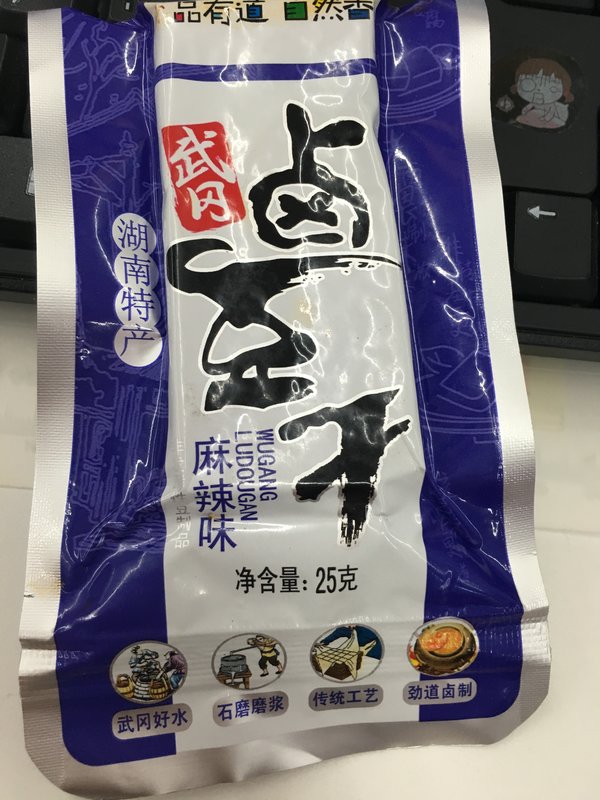 品有道 自然香
武冈
卤豆干
湖南特产
WUGANG
LUDOUGAN
麻辣味
净含量：25克
武冈好水
石磨磨浆
传统工艺
劲道卤制